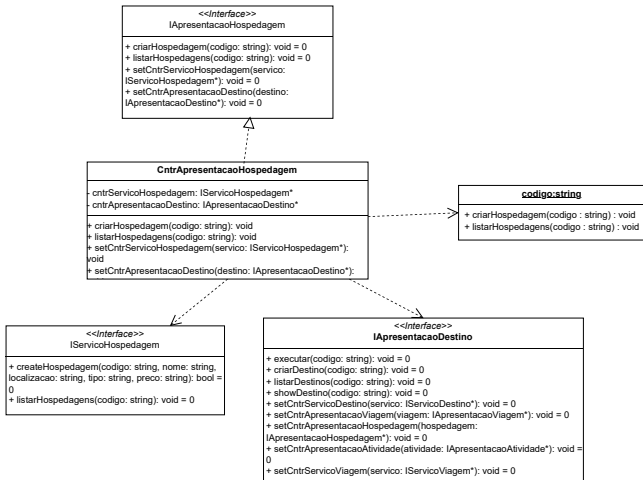 <<Interface>>
IApresentacaoHospedagem
+ criarHospedagem(codigo: string): void = 0
+ listarHospedagens(codigo: string): void = 0
+ setCntrServicoHospedagem(servico:
IServicoHospedagem*): void = 0
+ setCntrApresentacaoDestino(destino:
IApresentacaoDestino*): void = 0
CntrApresentacaoHospedagem
- cntrServicoHospedagem: IServicoHospedagem*
- cntrApresentacaoDestino: IApresentacaoDestino*
+ criarHospedagem(codigo: string): void
+ listarHospedagens(codigo: string): void
+ setCntrServicoHospedagem(servico: IServicoHospedagem*):
void
+ setCntrApresentacaoDestino(destino: IApresentacaoDestino*):
codigo:string
+ criarHospedagem(codigo : string) : void
+ listarHospedagens(codigo : string) : void
<<Interface>>
IServicoHospedagem
+ createHospedagem(codigo: string, nome: string,
localizacao: string, tipo: string, preco: string): bool =
0
+ listarHospedagens(codigo: string): void = 0
<<Interface>>
IApresentacaoDestino
+ executar(codigo: string): void = 0
+ criarDestino(codigo: string): void = 0
+ listarDestinos(codigo: string): void = 0
+ showDestino(codigo: string): void = 0
+ setCntrServicoDestino(servico: IServicoDestino*): void = 0
+ setCntrApresentacaoViagem(viagem: IApresentacaoViagem*): void = 0
+ setCntrApresentacaoHospedagem(hospedagem:
IApresentacaoHospedagem*): void = 0
+ setCntrApresentacaoAtividade(atividade: IApresentacaoAtividade*): void =
0
+ setCntrServicoViagem(servico: IServicoViagem*): void = 0